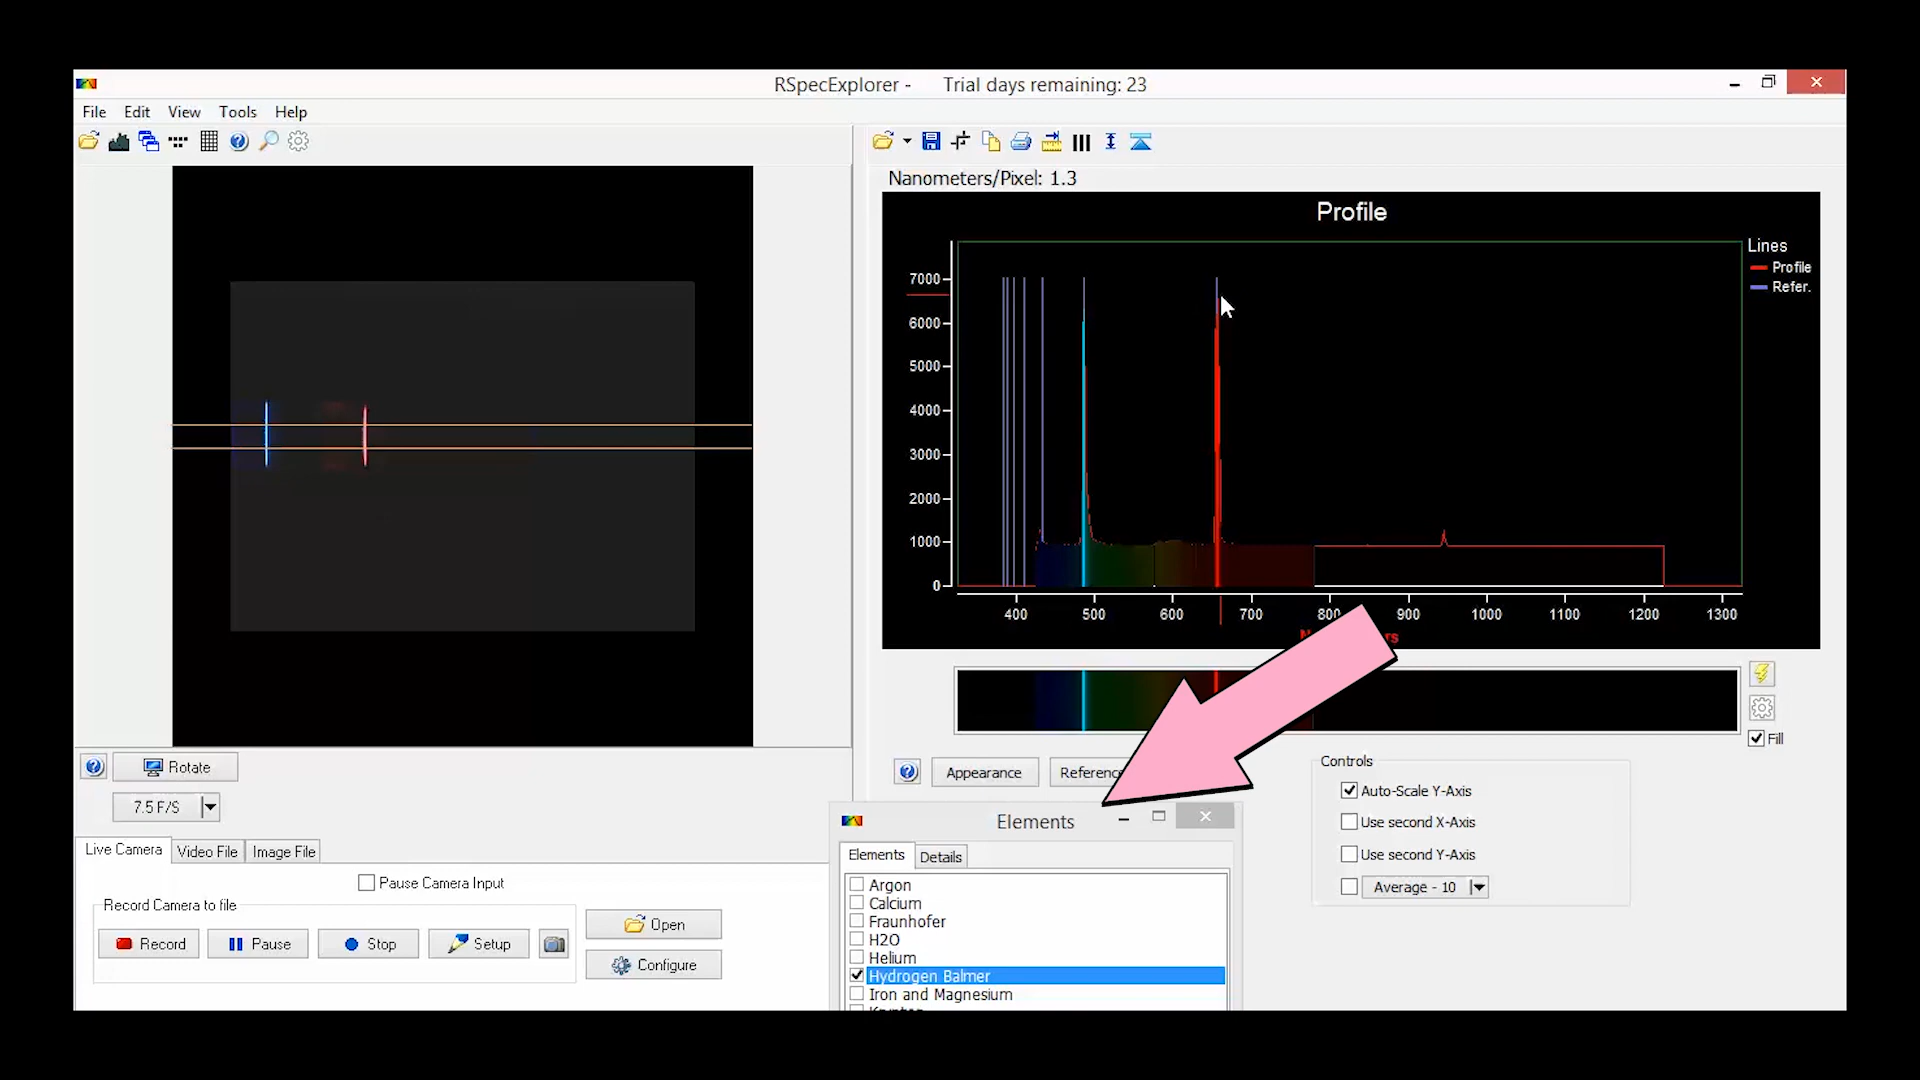 RSpecExplorer - Trial days remaining: 23
File Edit View Tools Help
Nanometers/Pixel: 1.3
Profile
Lines
Profile
Refer.
7000
6000
5000
4000
3000
2000
1000
0
400 500 600 700 800 900 1000 1100 1200 1300
Fill
Rotate
7.5 F/S
Appearance
Controls
Auto-Scale Y-Axis
Use second X-Axis
Use second Y-Axis
Average - 10
Live Camera Video File Image File
Pause Camera Input
Record Camera to file
Record Pause Stop Setup
Open
Configure
Elements
Elements Details
Argon
Calcium
Fraunhofer
H2O
Helium
Hydrogen Balmer
Iron and Magnesium